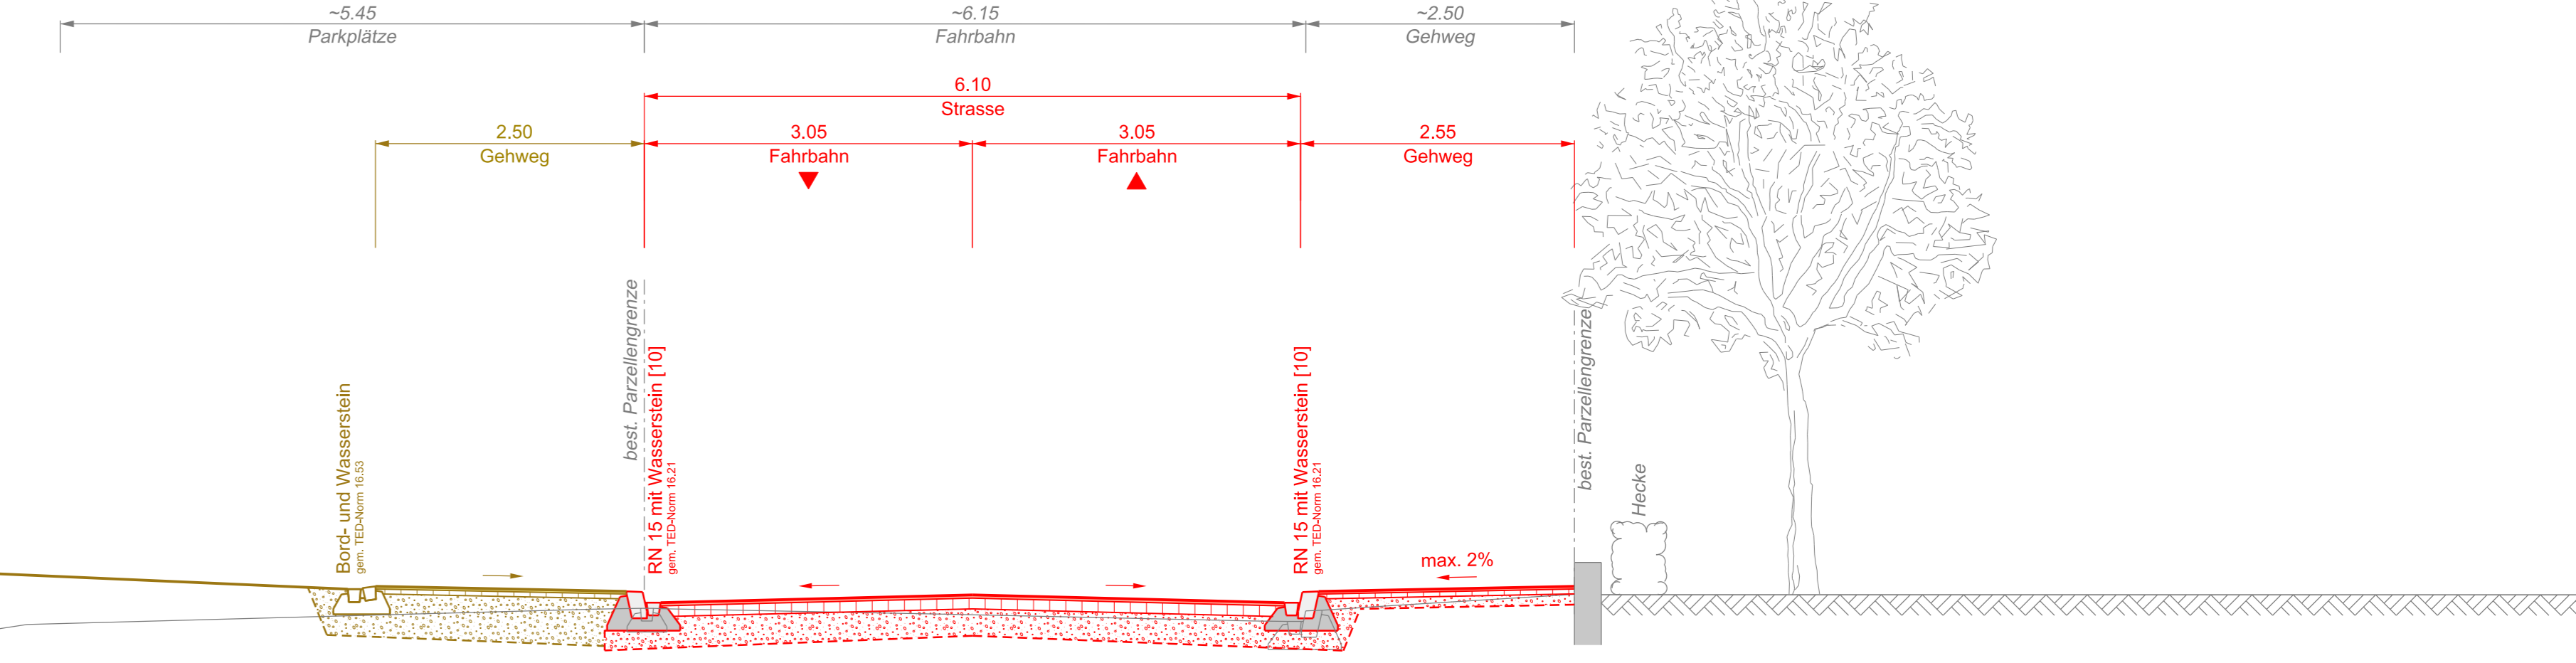 ~5.45
Parkplätze
~6.15
Fahrbahn
~2.50
Gehweg
6.10
Strasse
2.50
Gehweg
3.05
Fahrbahn
3.05
Fahrbahn
2.55
Gehweg
Bord- und Wasserstein
gem. TED-Norm 16.53
best. Parzellengrenze
RN 15 mit Wasserstein [10]
gem. TED-Norm 16.21
RN 15 mit Wasserstein [10]
gem. TED-Norm 16.21
max. 2%
best. Parzellengrenze
Hecke